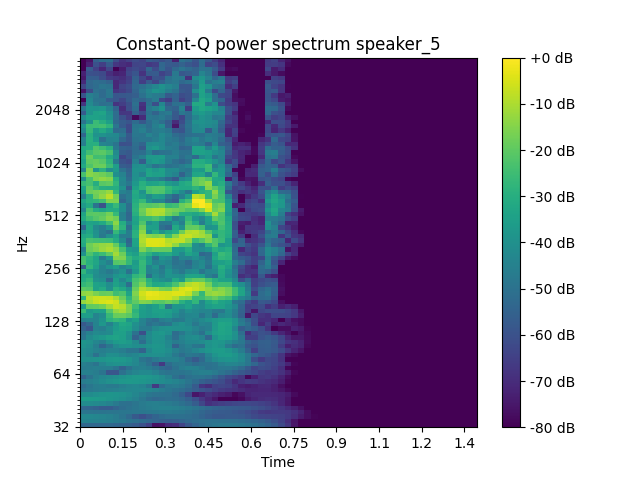 Constant-Q power spectrum speaker_5
+0 dB
-10 dB
-20 dB
-30 dB
-40 dB
-50 dB
-60 dB
-70 dB
-80 dB
2048
1024
512
256
128
64
32
Hz
0 0.15 0.3 0.45 0.6 0.75 0.9 1.1 1.2 1.4
Time